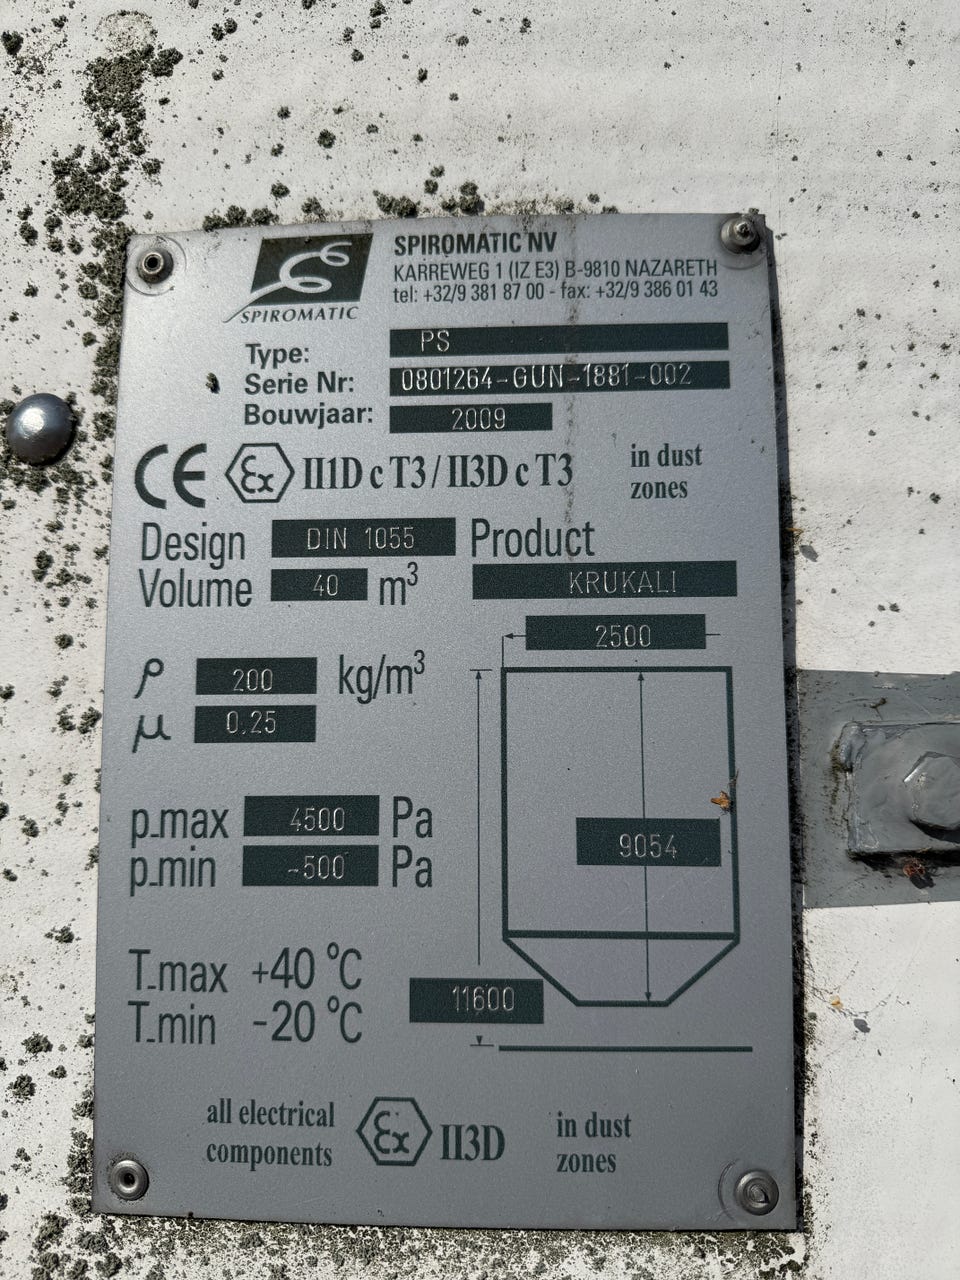 SPIROMATIC
SPIROMATIC NV
KARREWEG 1 (IZ E3) B-9810 NAZARETH
tel: +32/9 381 87 00 - fax: +32/9 386 01 43
Type: PS
Serie Nr: 0801264-GUN-1881-002
Bouwjaar: 2009
CE Ex II1D c T3 / II3D c T3 in dust
zones
Design DIN 1055 Product
Volume 40 m³ KRUKALI
2500
ρ 200 kg/m³
μ 0.25
p.max 4500 Pa
p.min -500 Pa
9054
T.max +40 °C
T.min -20 °C
11600
all electrical
components
Ex II3D
in dust
zones